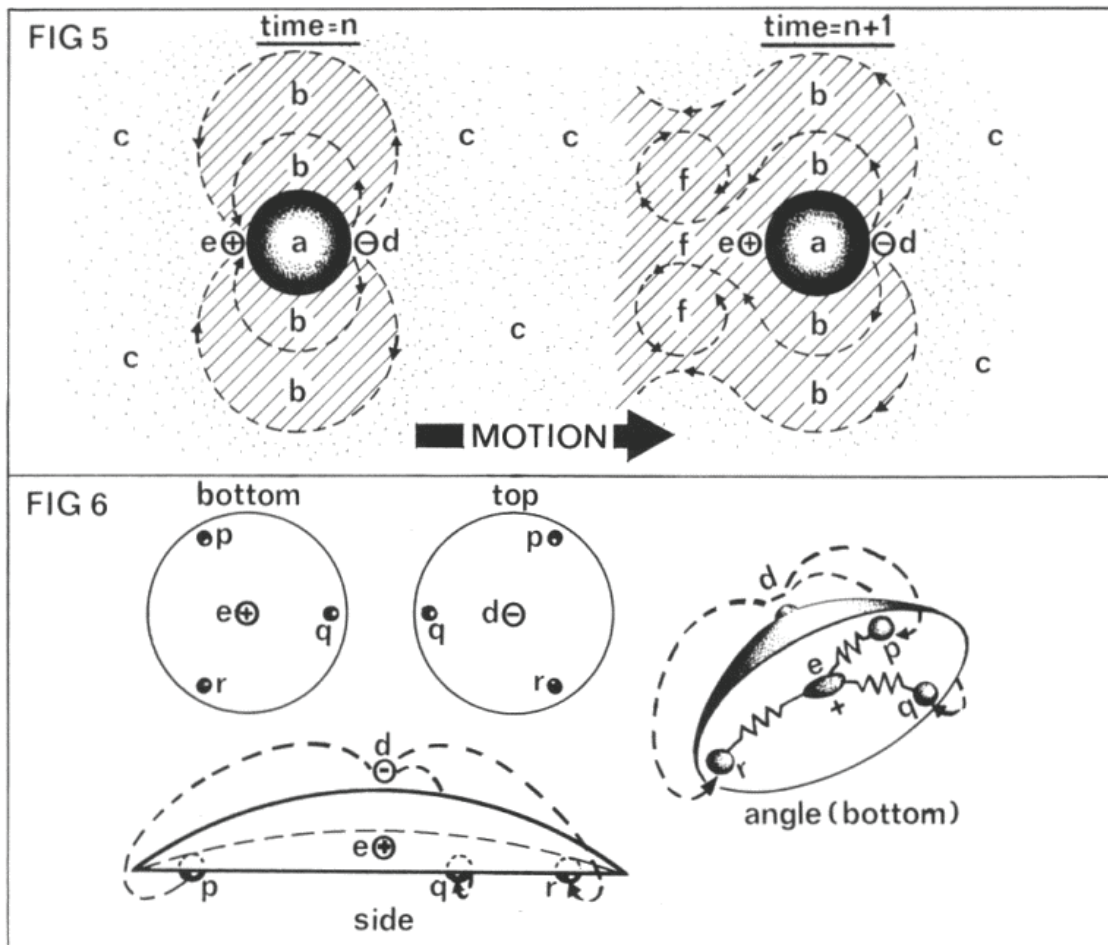 FIG 5
time=n
time=n+1
b
b
c
c
c
b
b
c
f
e⊕
a
⊖d
f
e⊕
a
⊖d
b
f
b
c
c
c
b
b
MOTION
FIG 6
bottom
top
p
p
e⊕
q
q
d⊖
r
r
d
e
p
+
q
r
angle (bottom)
d
⊖
e⊕
p
q
r
side